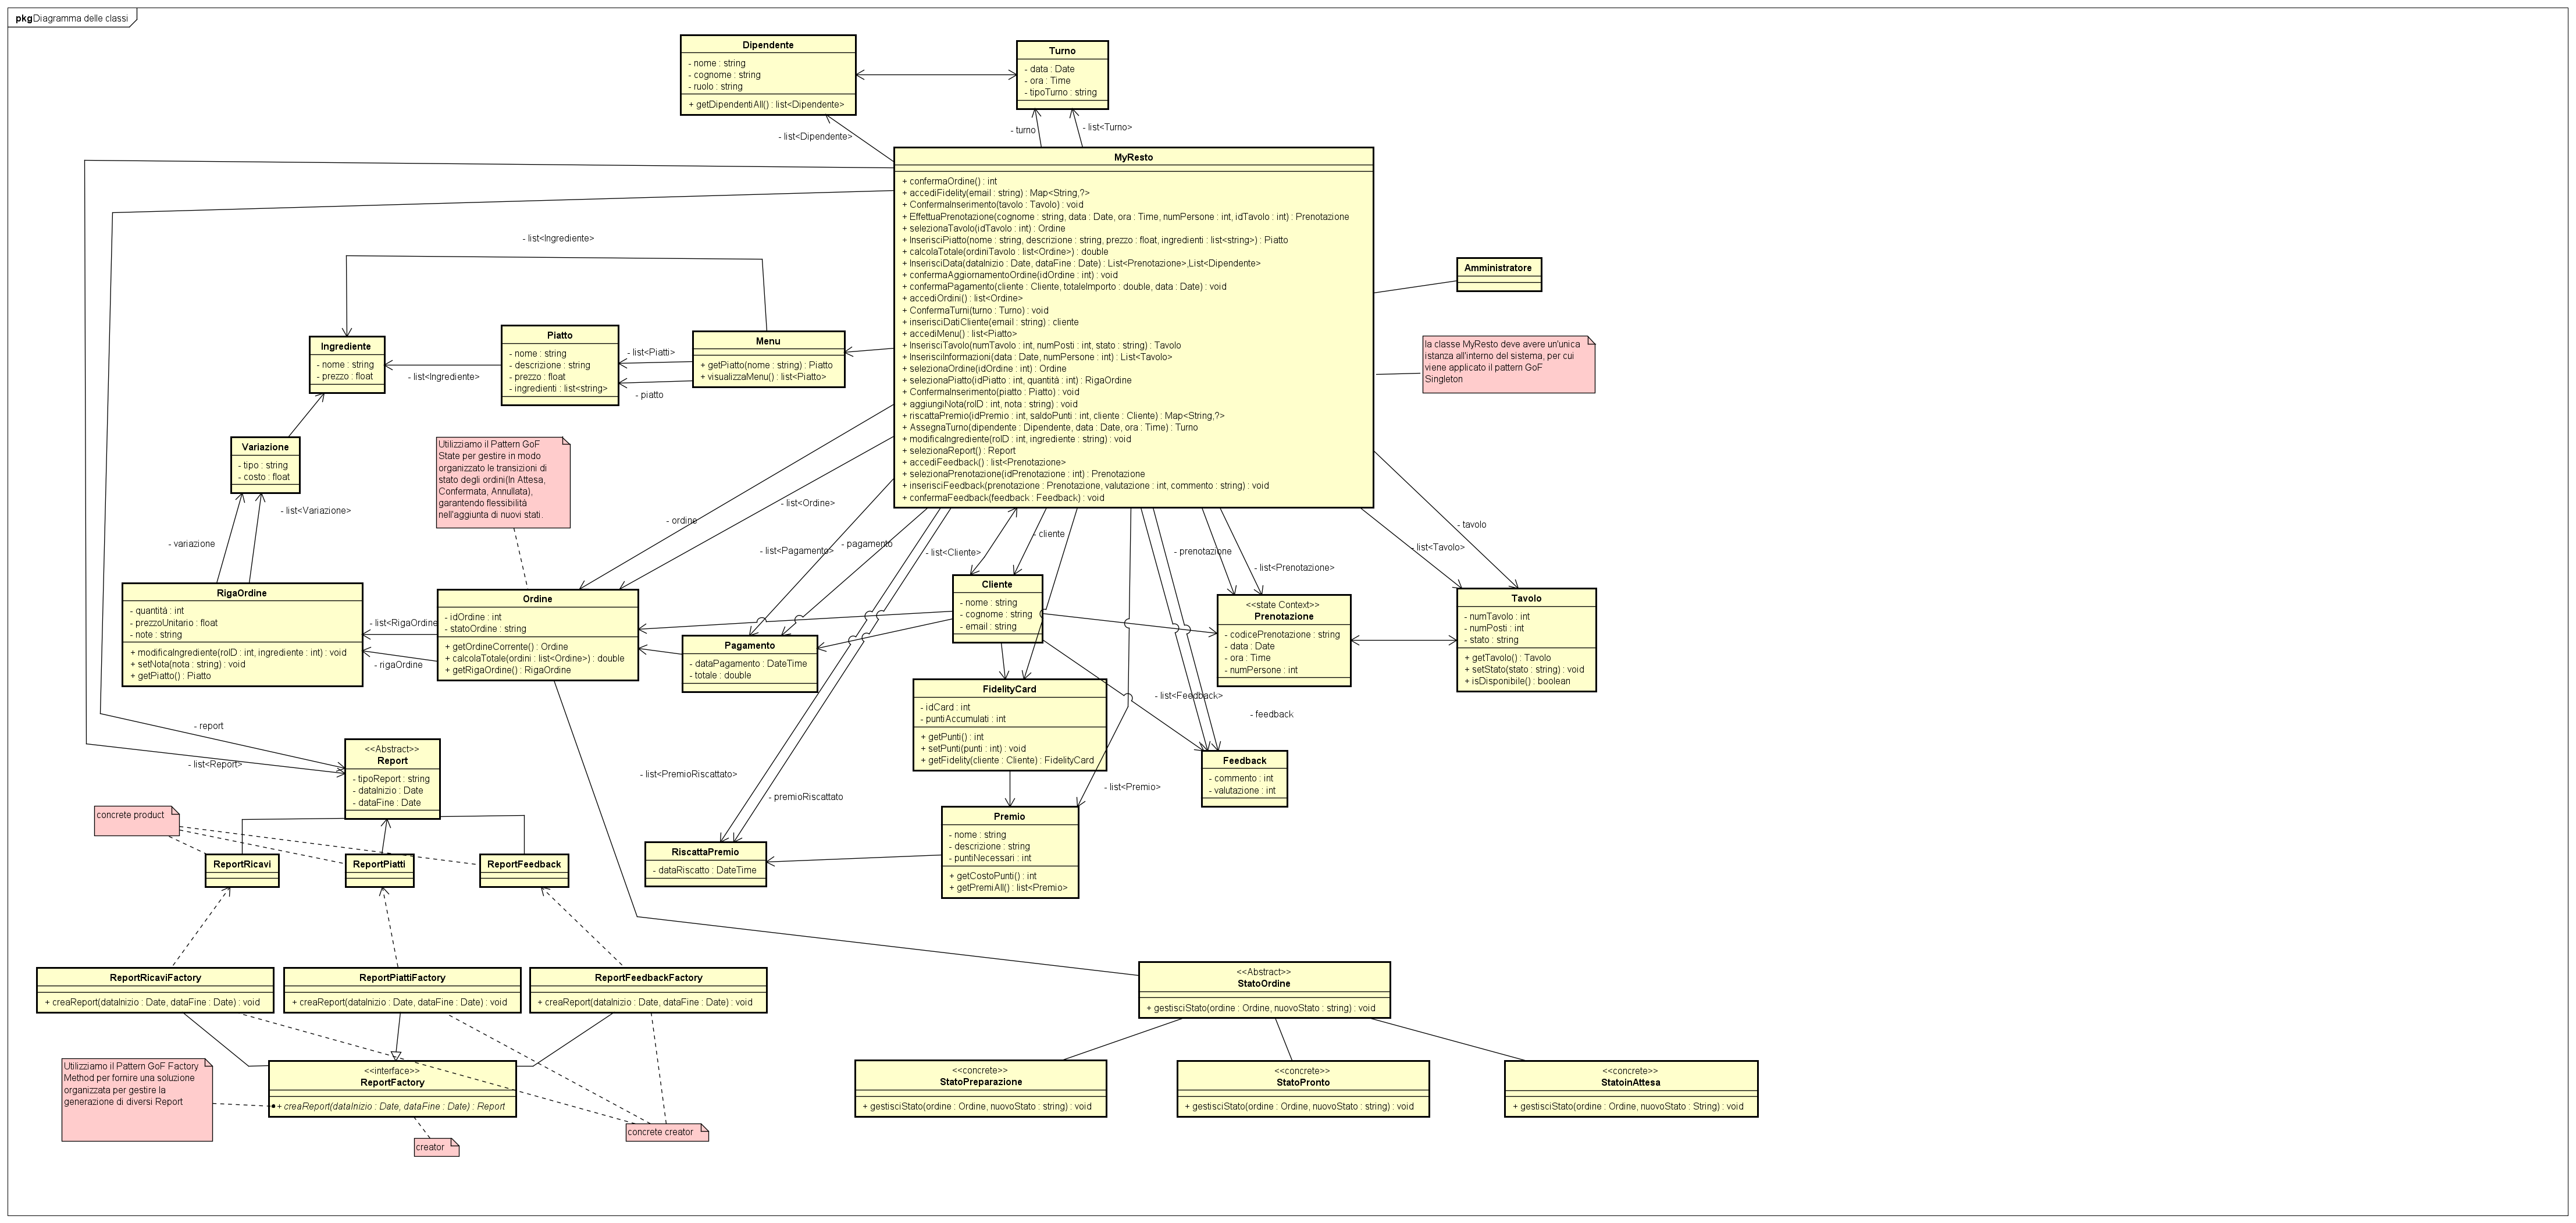 pkg Diagramma delle classi
Dipendente
- nome : string
- cognome : string
- ruolo : string
+ getDipendentiAll() : list<Dipendente>
Turno
- data : Date
- ora : Time
- tipoTurno : string
- list<Dipendente>
- turno
- list<Turno>
MyResto
+ confermaOrdine() : int
+ accediFidelity(email : string) : Map<String,?>
+ ConfermaInserimento(tavolo : Tavolo) : void
+ EffettuaPrenotazione(cognome : string, data : Date, ora : Time, numPersone : int, idTavolo : int) : Prenotazione
+ selezionaTavolo(idTavolo : int) : Ordine
+ InserisciPiatto(nome : string, descrizione : string, prezzo : float, ingredienti : list<string>) : Piatto
+ calcolaTotale(ordiniTavolo : list<Ordine>) : double
+ InserisciData(dataInizio : Date, dataFine : Date) : List<Prenotazione>,List<Dipendente>
+ confermaAggiornamentoOrdine(idOrdine : int) : void
+ confermaPagamento(cliente : Cliente, totaleImporto : double, data : Date) : void
+ accediOrdini() : list<Ordine>
+ ConfermaTurni(turno : Turno) : void
+ inserisciDatiCliente(email : string) : cliente
+ accediMenu() : list<Piatto>
+ InserisciTavolo(numTavolo : int, numPosti : int, stato : string) : Tavolo
+ InserisciInformazioni(data : Date, numPersone : int) : List<Tavolo>
+ selezionaOrdine(idOrdine : int) : Ordine
+ selezionaPiatto(idPiatto : int, quantitá : int) : RigaOrdine
+ ConfermaInserimento(piatto : Piatto) : void
+ aggiungiNota(roID : int, nota : string) : void
+ riscattaPremio(idPremio : int, saldoPunti : int, cliente : Cliente) : Map<String,?>
+ AssegnaTurno(dipendente : Dipendente, data : Date, ora : Time) : Turno
+ modificaIngrediente(roID : int, ingrediente : string) : void
+ selezionaReport() : Report
+ accediFeedback() : list<Prenotazione>
+ selezionaPrenotazione(idPrenotazione : int) : Prenotazione
+ inserisciFeedback(prenotazione : Prenotazione, valutazione : int, commento : string) : void
+ confermaFeedback(feedback : Feedback) : void
Amministratore
la classe MyResto deve avere un'unica
istanza all'interno del sistema, per cui
viene applicato il pattern GoF
Singleton
- list<Ingrediente>
Ingrediente
- nome : string
- prezzo : float
- list<Ingrediente>
Piatto
- nome : string
- descrizione : string
- prezzo : float
- ingredienti : list<string>
- list<Piatti>
- piatto
Menu
+ getPiatto(nome : string) : Piatto
+ visualizzaMenu() : list<Piatto>
Variazione
- tipo : string
- costo : float
- list<Variazione>
- variazione
Utilizziamo il Pattern GoF
State per gestire in modo
organizzato le transizioni di
stato degli ordini(In Attesa,
Confermata, Annullata),
garantendo flessibilità
nell'aggiunta di nuovi stati.
- ordine
- list<Ordine>
- list<Pagamento>
- pagamento
- list<Cliente>
- cliente
- prenotazione
- list<Prenotazione>
- tavolo
- list<Tavolo>
RigaOrdine
- quantitá : int
- prezzoUnitario : float
- note : string
+ modificaIngrediente(roID : int, ingrediente : int) : void
+ setNota(nota : string) : void
+ getPiatto() : Piatto
- list<RigaOrdine
- rigaOrdine
Ordine
- idOrdine : int
- statoOrdine : string
+ getOrdineCorrente() : Ordine
+ calcolaTotale(ordini : list<Ordine>) : double
+ getRigaOrdine() : RigaOrdine
Pagamento
- dataPagamento : DateTime
- totale : double
Cliente
- nome : string
- cognome : string
- email : string
<<state Context>>
Prenotazione
- codicePrenotazione : string
- data : Date
- ora : Time
- numPersone : int
Tavolo
- numTavolo : int
- numPosti : int
- stato : string
+ getTavolo() : Tavolo
+ setStato(stato : string) : void
+ isDisponibile() : boolean
FidelityCard
- idCard : int
- puntiAccumulati : int
+ getPunti() : int
+ setPunti(punti : int) : void
+ getFidelity(cliente : Cliente) : FidelityCard
- list<Feedback>
- feedback
Feedback
- commento : int
- valutazione : int
- report
- list<Report>
<<Abstract>>
Report
- tipoReport : string
- dataInizio : Date
- dataFine : Date
- list<PremioRiscattato>
- premioRiscattato
- list<Premio>
Premio
- nome : string
- descrizione : string
- puntiNecessari : int
+ getCostoPunti() : int
+ getPremiAll() : list<Premio>
RiscattaPremio
- dataRiscatto : DateTime
concrete product
ReportRicavi
ReportPiatti
ReportFeedback
ReportRicaviFactory
+ creaReport(dataInizio : Date, dataFine : Date) : void
ReportPiattiFactory
+ creaReport(dataInizio : Date, dataFine : Date) : void
ReportFeedbackFactory
+ creaReport(dataInizio : Date, dataFine : Date) : void
<<Abstract>>
StatoOrdine
+ gestisciStato(ordine : Ordine, nuovoStato : string) : void
Utilizziamo il Pattern GoF Factory
Method per fornire una soluzione
organizzata per gestire la
generazione di diversi Report
<<interface>>
ReportFactory
+ creaReport(dataInizio : Date, dataFine : Date) : Report
creator
concrete creator
<<concrete>>
StatoPreparazione
+ gestisciStato(ordine : Ordine, nuovoStato : string) : void
<<concrete>>
StatoPronto
+ gestisciStato(ordine : Ordine, nuovoStato : string) : void
<<concrete>>
StatoinAttesa
+ gestisciStato(ordine : Ordine, nuovoStato : String) : void